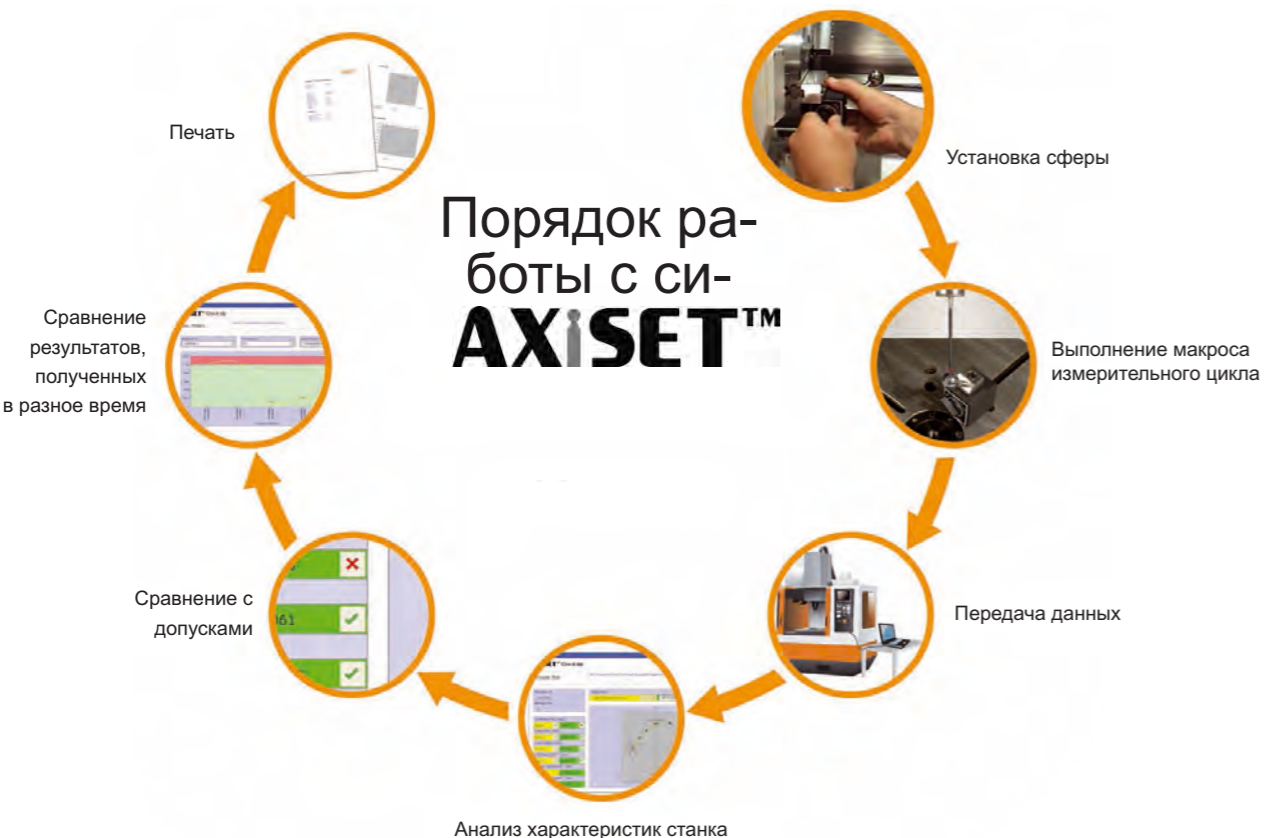 Порядок ра-
боты с си-
AXiSET™
Установка сферы
Выполнение макроса
измерительного цикла
Передача данных
Анализ характеристик станка
Сравнение с
допусками
Сравнение
результатов,
полученных
в разное время
Печать